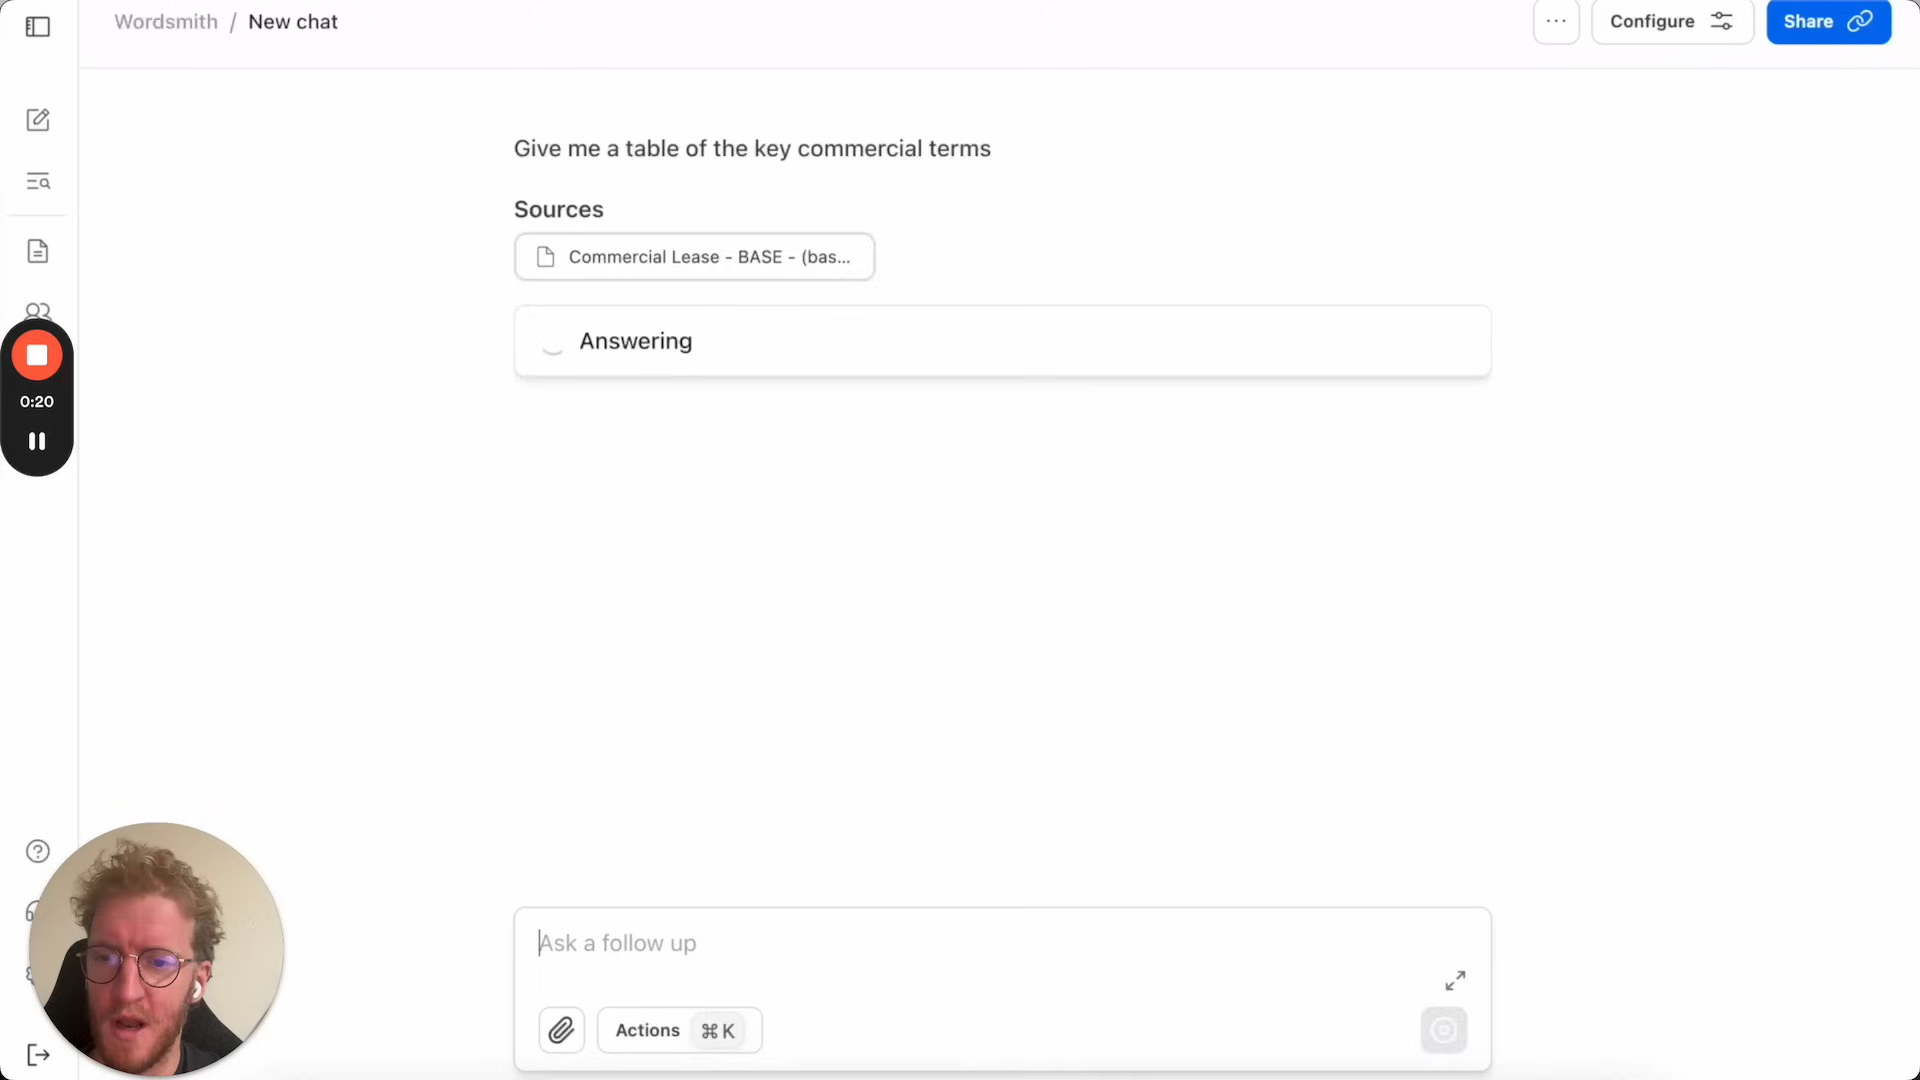 Wordsmith / New chat
Configure
Share
Give me a table of the key commercial terms
Sources
Commercial Lease - BASE - (bas...
Answering
0:20
Ask a follow up
Actions ⌘ K